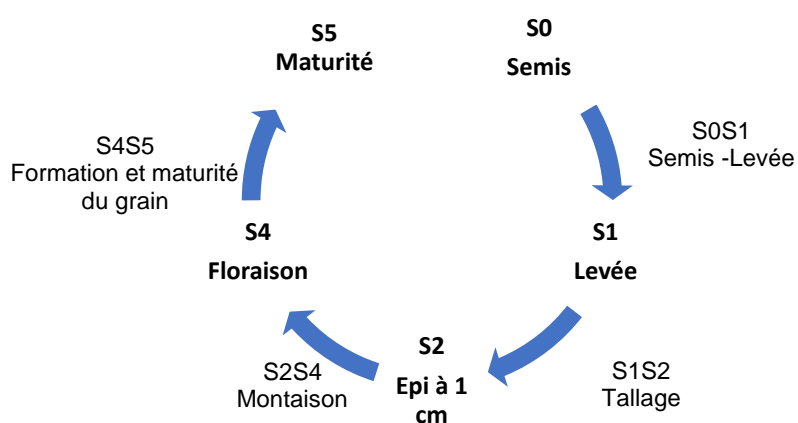 S0
Semis
S0S1
Semis -Levée
S1
Levée
S1S2
Tallage
S2
Epi à 1
cm
S2S4
Montaison
S4
Floraison
S4S5
Formation et maturité
du grain
S5
Maturité